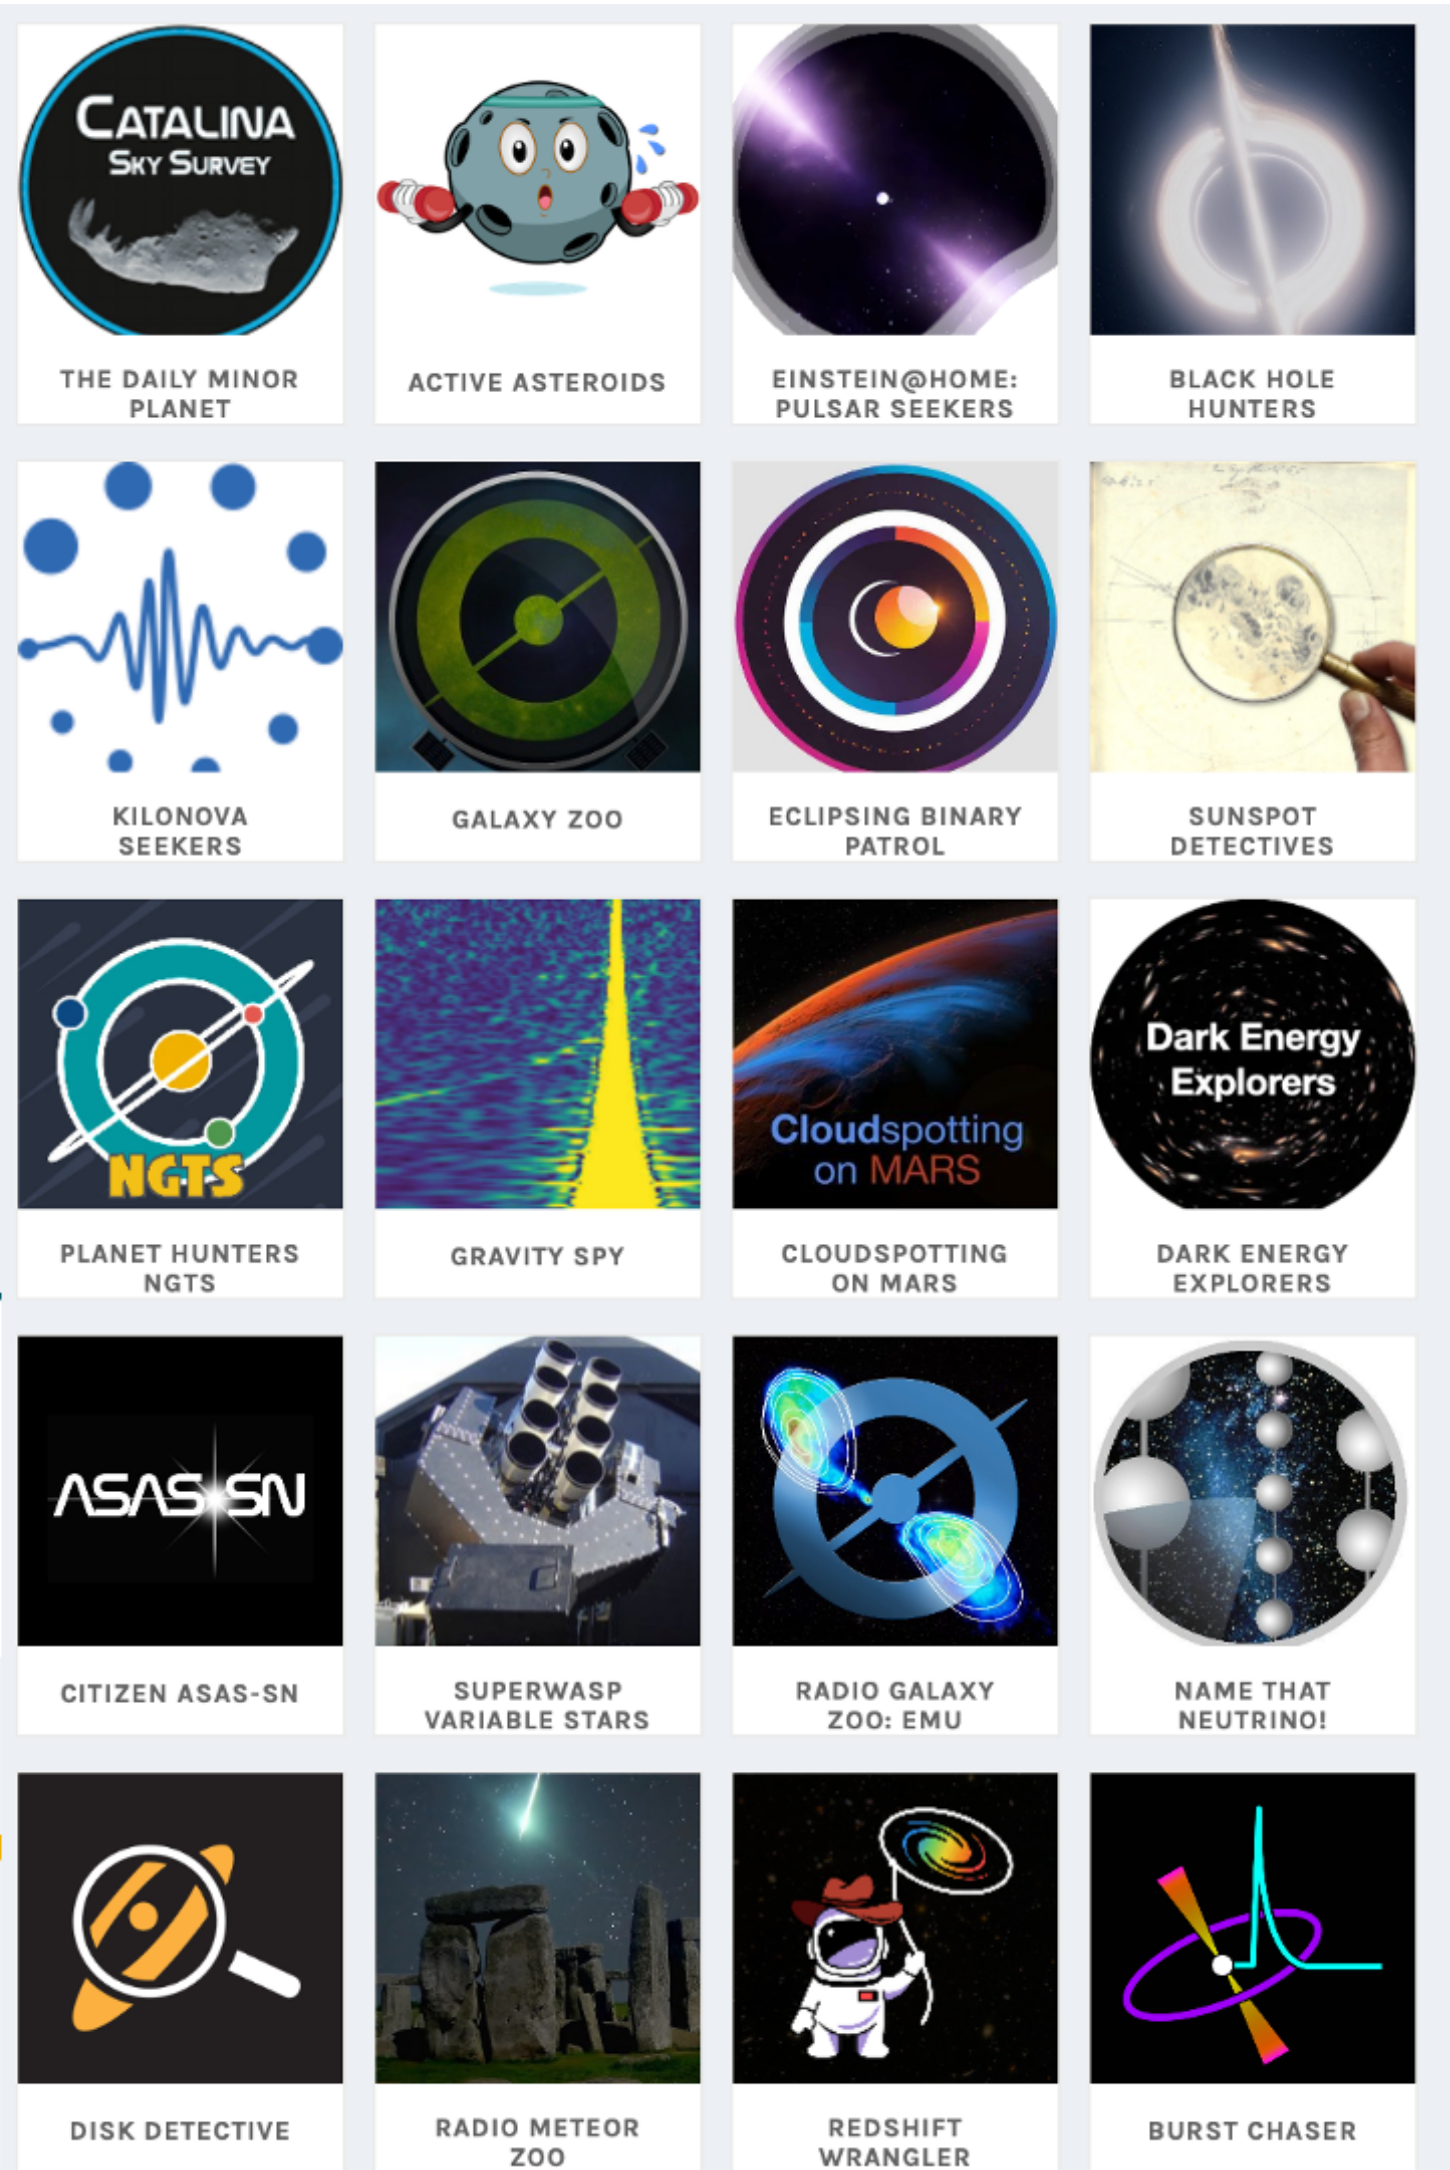 CATALINA
SKY SURVEY
THE DAILY MINOR
PLANET
ACTIVE ASTEROIDS
EINSTEIN@HOME:
PULSAR SEEKERS
BLACK HOLE
HUNTERS
KILONOVA
SEEKERS
GALAXY ZOO
ECLIPSING BINARY
PATROL
SUNSPOT
DETECTIVES
NGTS
PLANET HUNTERS
NGTS
GRAVITY SPY
Cloudspotting
on MARS
CLOUDSPOTTING
ON MARS
Dark Energy
Explorers
DARK ENERGY
EXPLORERS
ASAS-SN
CITIZEN ASAS-SN
SUPERWASP
VARIABLE STARS
RADIO GALAXY
ZOO: EMU
NAME THAT
NEUTRINO!
DISK DETECTIVE
RADIO METEOR
ZOO
REDSHIFT
WRANGLER
BURST CHASER